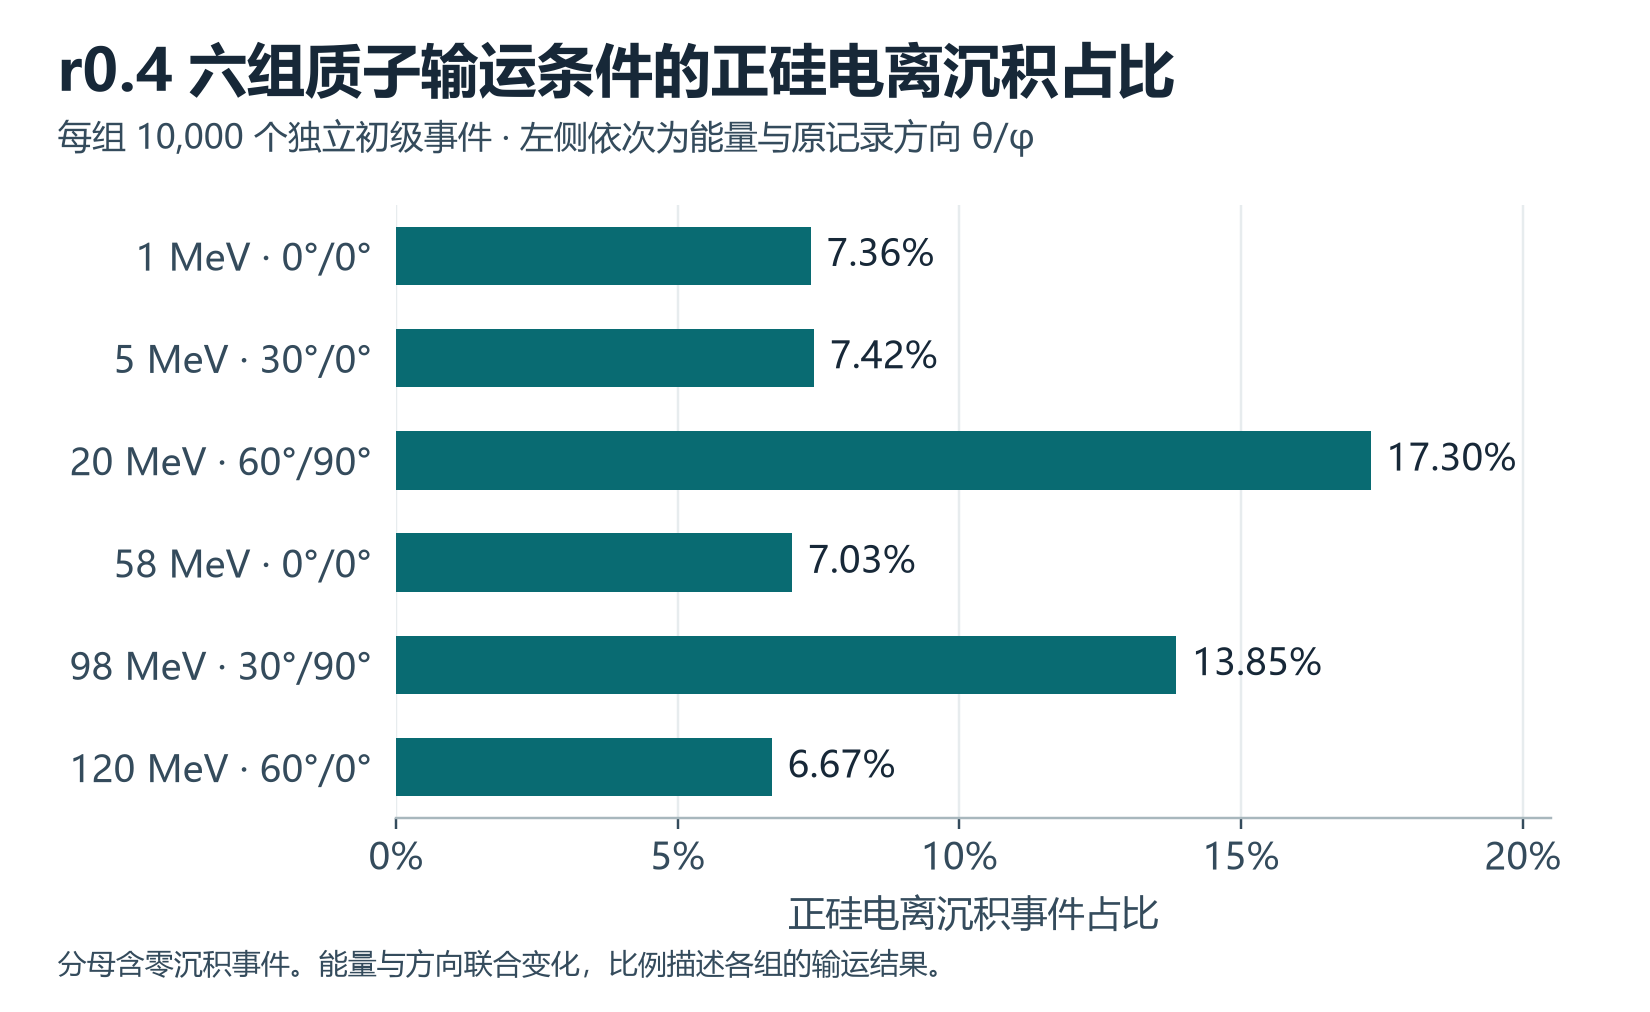 r0.4 六组质子输运条件的正硅电离沉积占比
每组 10,000 个独立初级事件 · 左侧依次为能量与原记录方向 θ/φ
1 MeV · 0°/0° 7.36%
5 MeV · 30°/0° 7.42%
20 MeV · 60°/90° 17.30%
58 MeV · 0°/0° 7.03%
98 MeV · 30°/90° 13.85%
120 MeV · 60°/0° 6.67%
0% 5% 10% 15% 20%
正硅电离沉积事件占比
分母含零沉积事件。能量与方向联合变化，比例描述各组的输运结果。